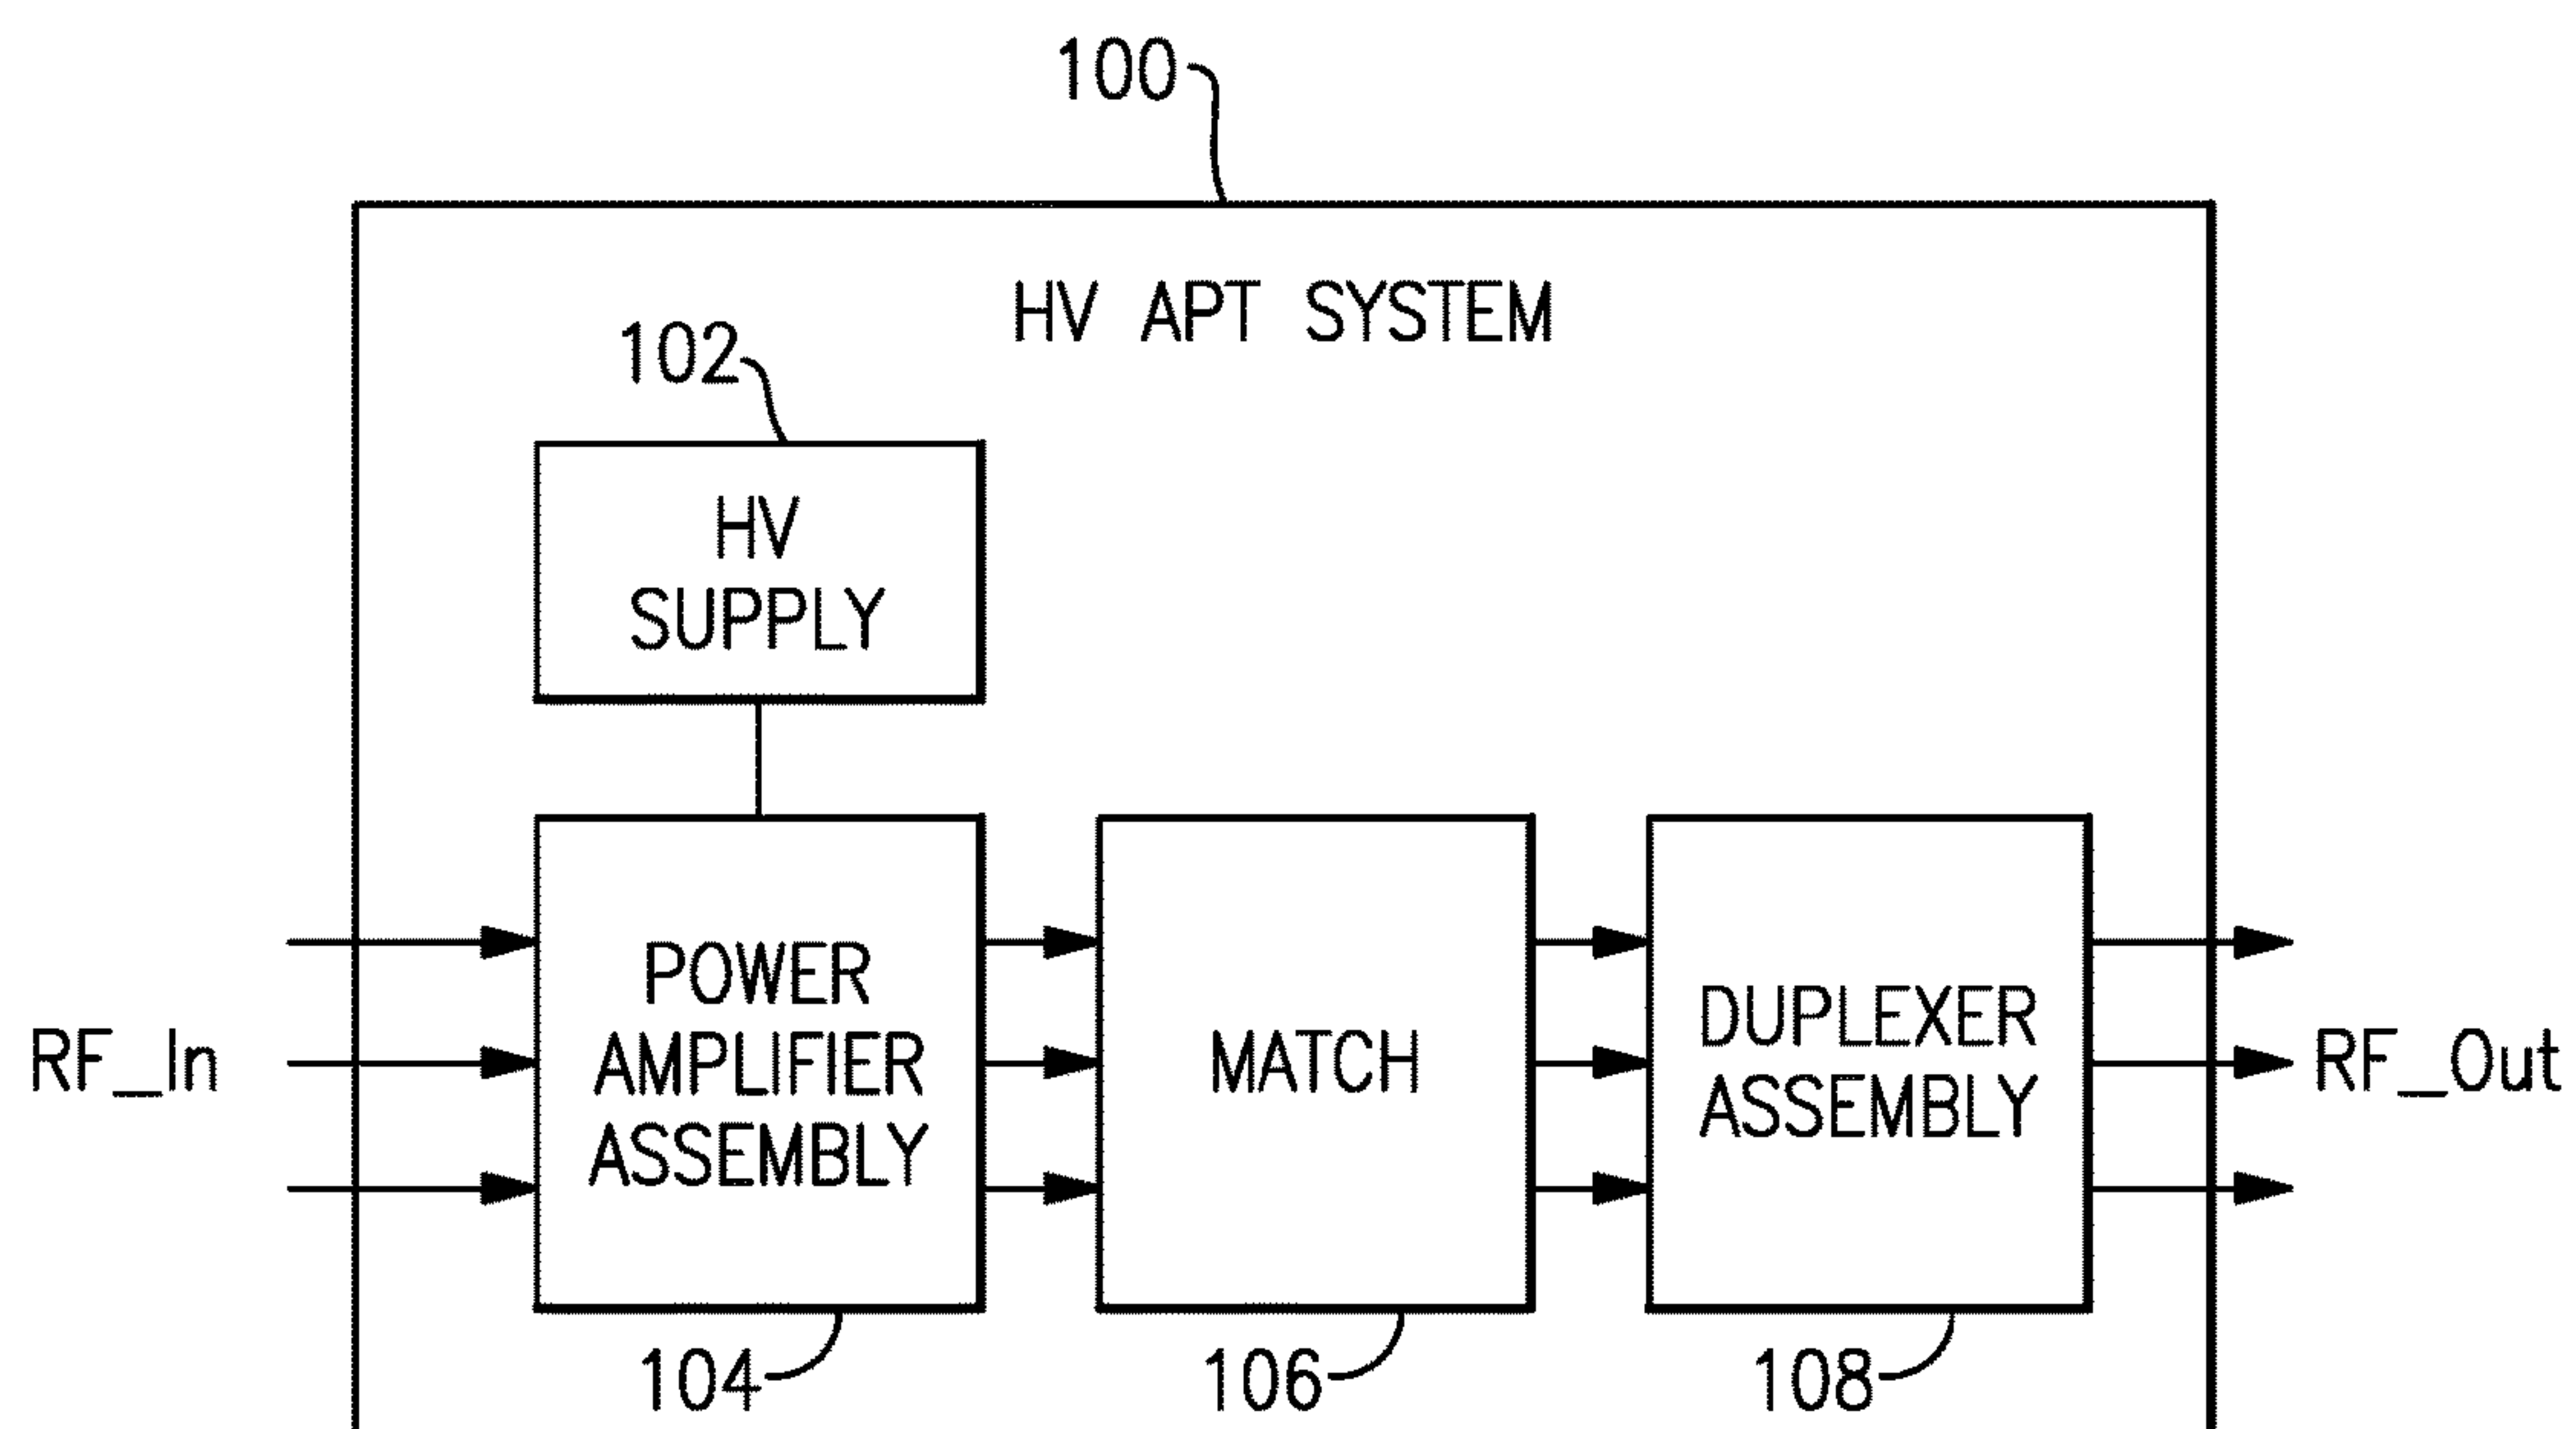 100
HV APT SYSTEM
102
HV
SUPPLY
RF_In
POWER
AMPLIFIER
ASSEMBLY
MATCH
DUPLEXER
ASSEMBLY
RF_Out
104
106
108